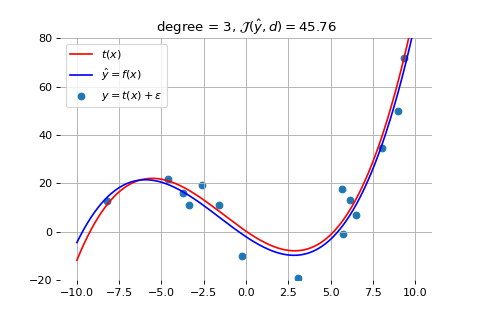 degree = 3, 𝒥(ŷ, d) = 45.76
80
60
40
20
0
−20
t(x)
ŷ = f(x)
y = t(x) + ε
−10.0 −7.5 −5.0 −2.5 0.0 2.5 5.0 7.5 10.0